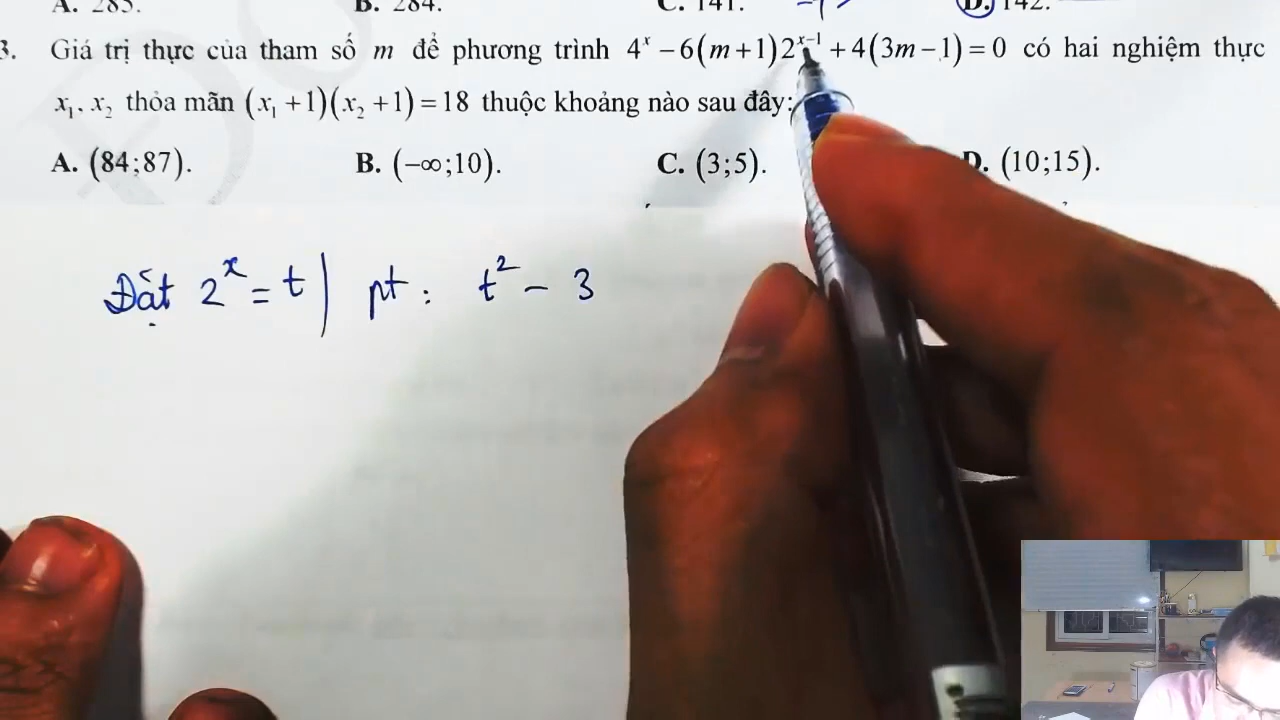 A. 285. B. 284. C. 141. D. 142.
3. Giá trị thực của tham số m để phương trình 4^x − 6(m+1)2^{x−1} + 4(3m−1) = 0 có hai nghiệm thực
x₁, x₂ thỏa mãn (x₁+1)(x₂+1) = 18 thuộc khoảng nào sau đây:
A. (84;87). B. (−∞;10). C. (3;5). D. (10;15).
Đặt 2^x = t | pt : t² − 3